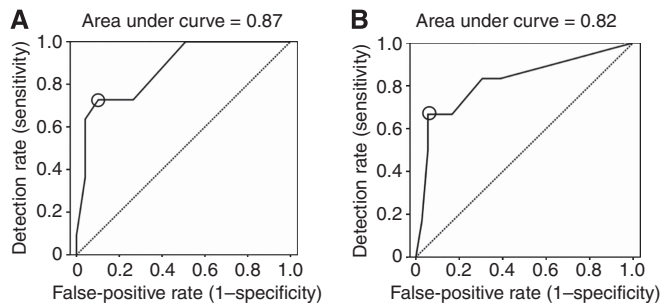 A
Area under curve = 0.87
Detection rate (sensitivity)
1.0
0.8
0.6
0.4
0.2
0
0 0.2 0.4 0.6 0.8 1.0
False-positive rate (1–specificity)
B
Area under curve = 0.82
Detection rate (sensitivity)
1.0
0.8
0.6
0.4
0.2
0
0 0.2 0.4 0.6 0.8 1.0
False-positive rate (1–specificity)